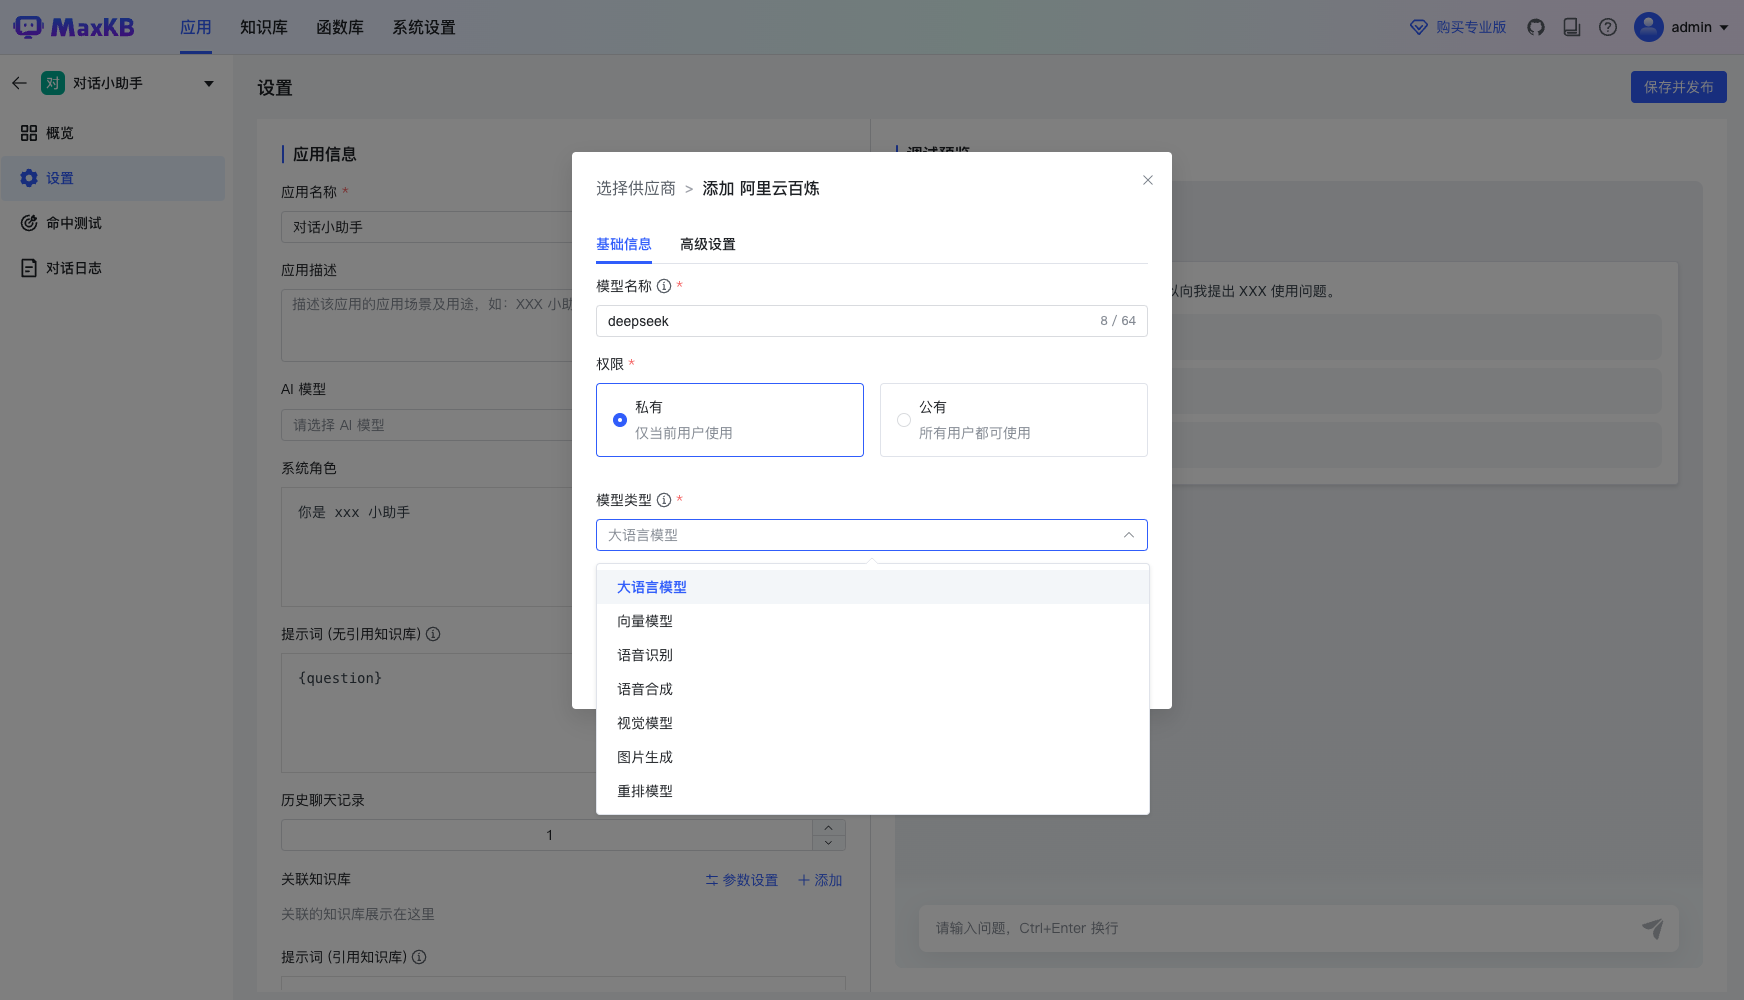 MaxKB
应用
知识库
函数库
系统设置
购买专业版
admin
对 对话小助手
概览
设置
命中测试
对话日志
设置
保存并发布
应用信息
应用名称 *
对话小助手
应用描述
描述该应用的应用场景及用途，如：XXX 小助
AI 模型
请选择 AI 模型
系统角色
你是 xxx 小助手
提示词 (无引用知识库)
{question}
历史聊天记录
1
关联知识库
参数设置
添加
关联的知识库展示在这里
提示词 (引用知识库)
调试预览
以向我提出 XXX 使用问题。
请输入问题，Ctrl+Enter 换行
选择供应商 > 添加 阿里云百炼
基础信息
高级设置
模型名称 *
deepseek
8 / 64
权限 *
私有
仅当前用户使用
公有
所有用户都可使用
模型类型 *
大语言模型
大语言模型
向量模型
语音识别
语音合成
视觉模型
图片生成
重排模型